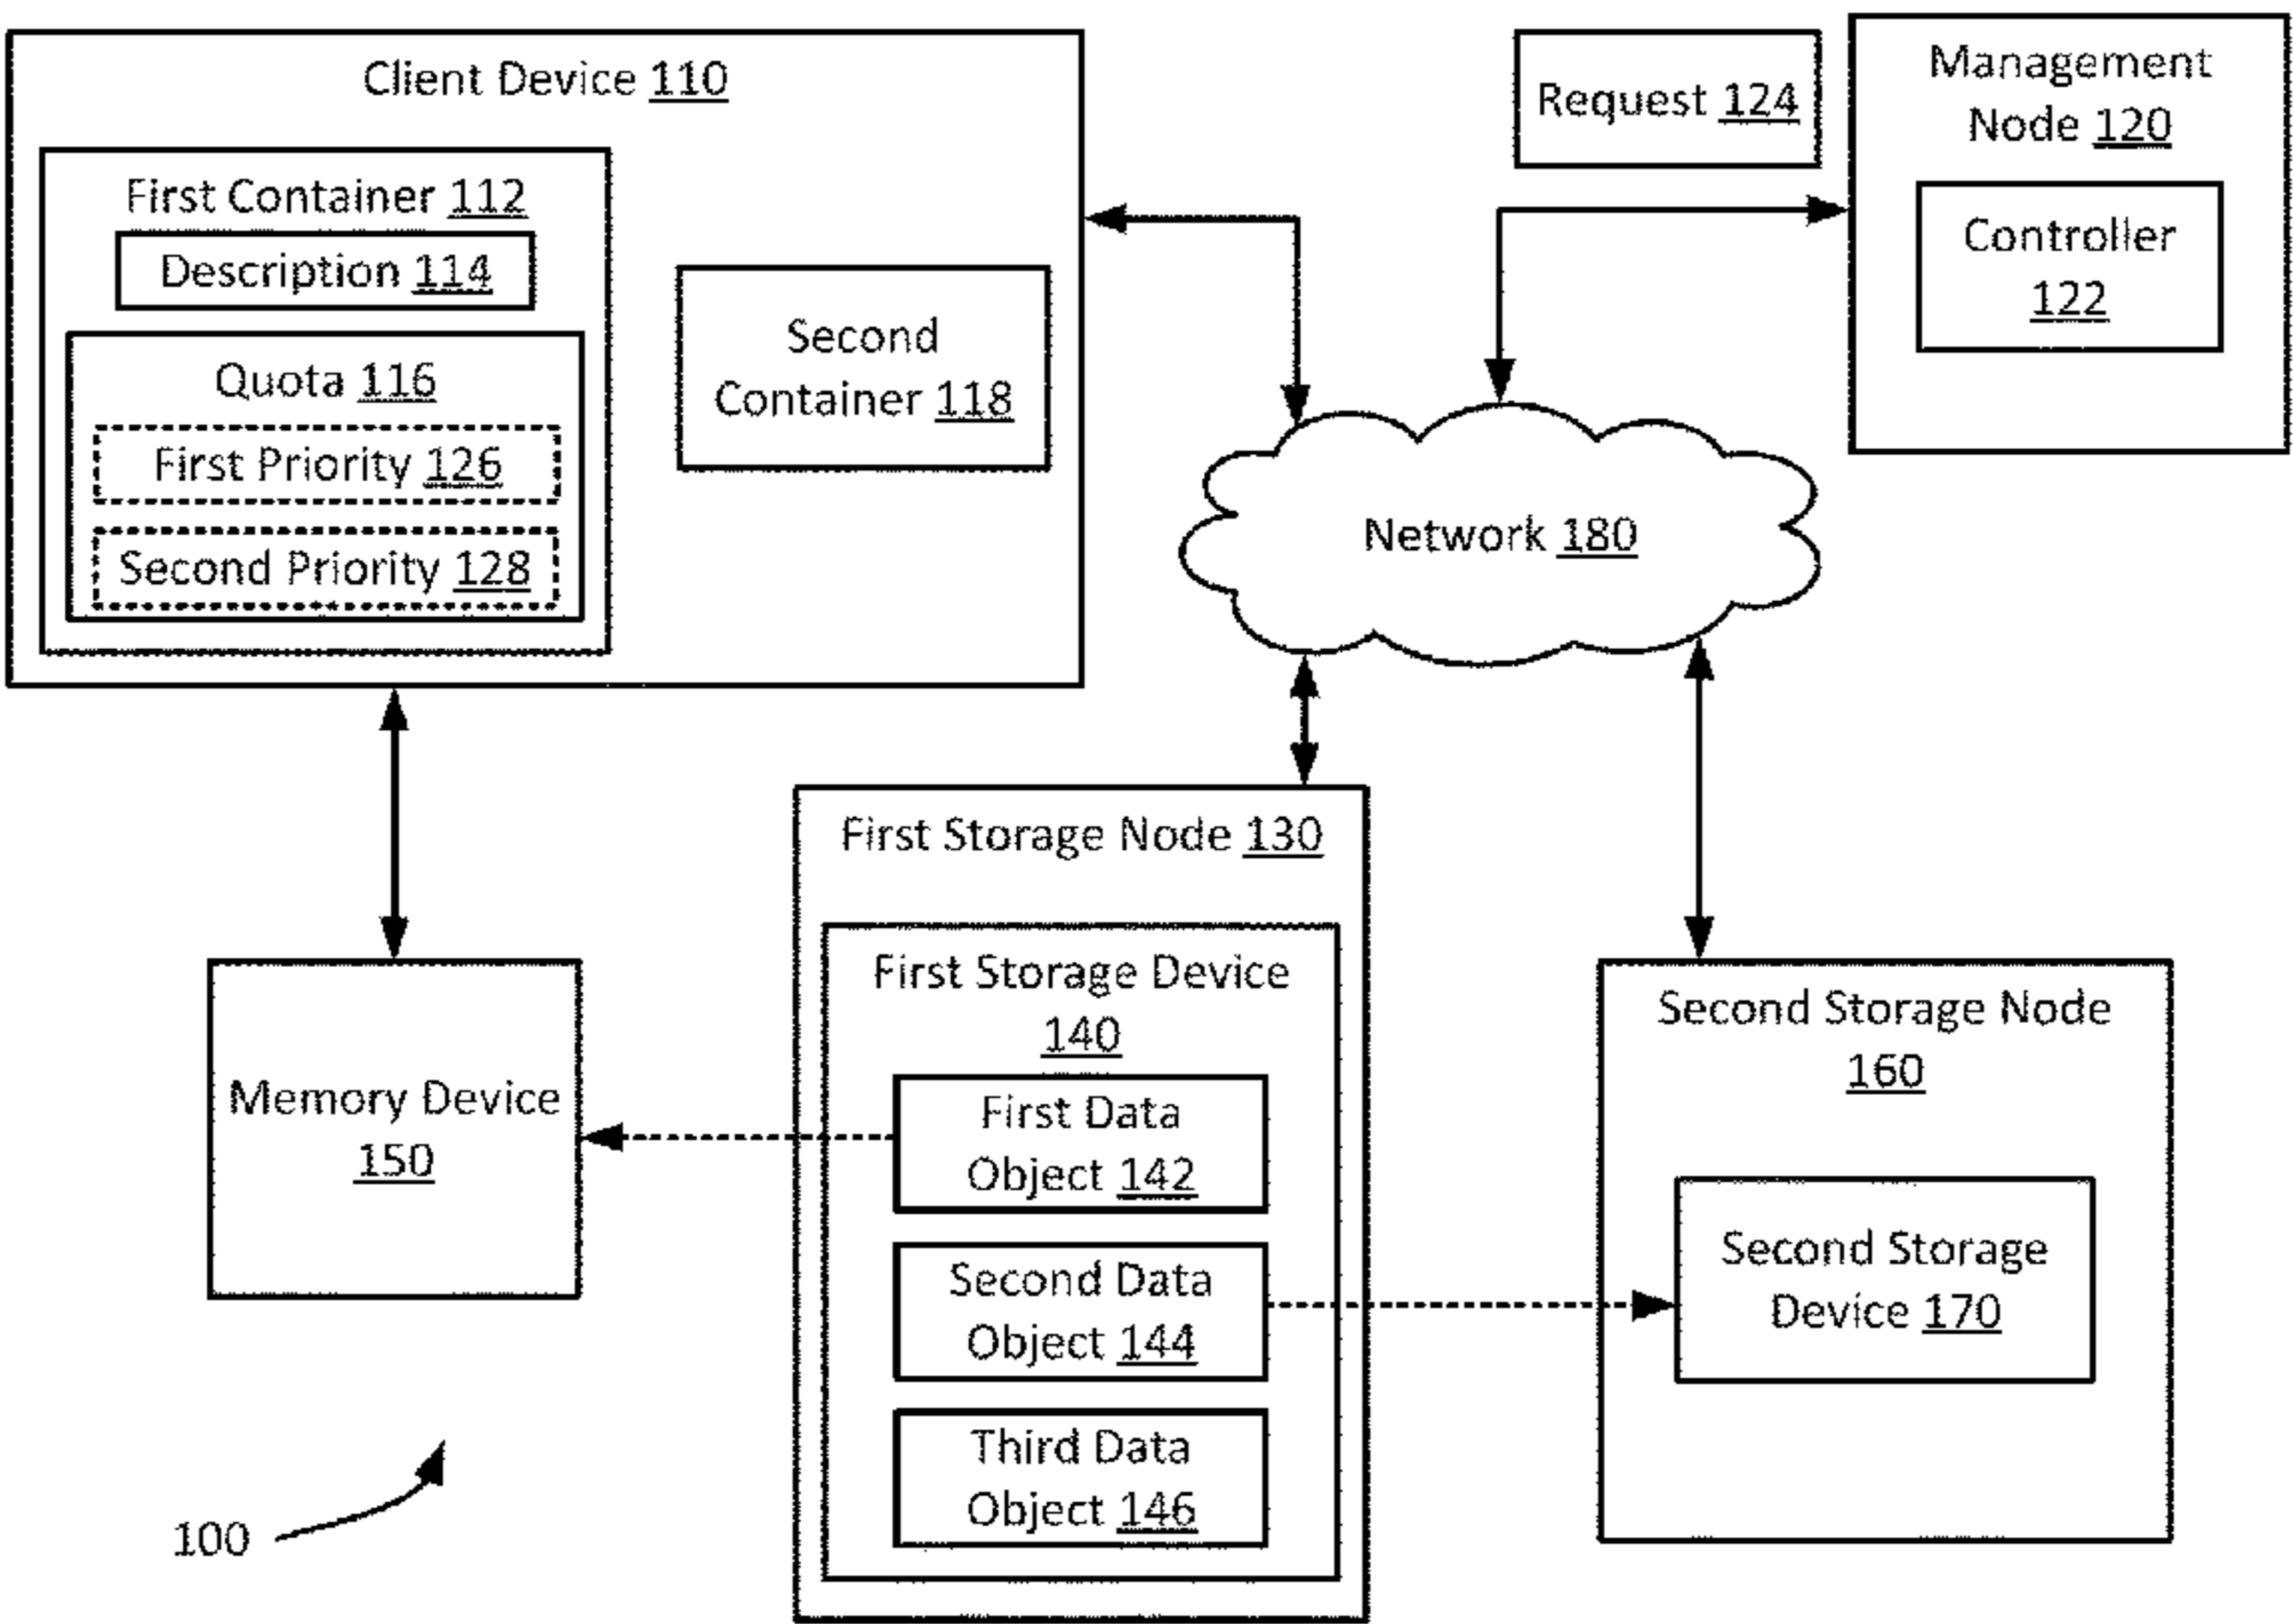 Client Device 110
First Container 112
Description 114
Quota 116
First Priority 126
Second Priority 128
Second
Container 118
Request 124
Management
Node 120
Controller
122
Network 180
First Storage Node 130
First Storage Device
140
First Data
Object 142
Second Data
Object 144
Third Data
Object 146
Memory Device
150
Second Storage Node
160
Second Storage
Device 170
100